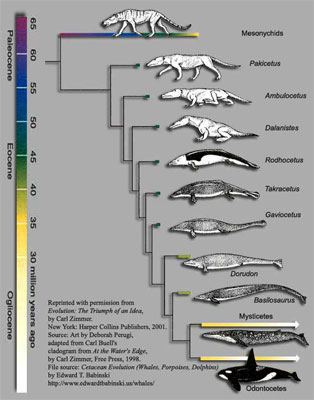 65
60
55
50
45
40
35
30 million years ago
Paleocene
Eocene
Ogliocene
Mesonychids
Pakicetus
Ambulocetus
Dalanistes
Rodhocetus
Takracetus
Gaviocetus
Dorudon
Basilosaurus
Mysticetes
Odontocetes
Reprinted with permission from
Evolution: The Triumph of an Idea,
by Carl Zimmer.
New York: Harper Collins Publishers, 2001.
Source: Art by Deborah Perugi,
adapted from Carl Buell's
cladogram from At the Water's Edge,
by Carl Zimmer, Free Press, 1998.
File source: Cetacean Evolution (Whales, Porpoises, Dolphins)
by Edward T. Babinski
http://www.edwardtbabinski.us/whales/